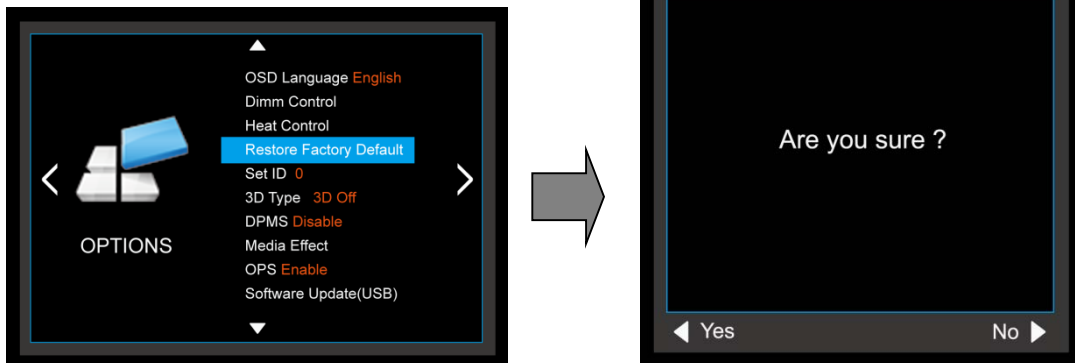 OPTIONS
OSD Language English
Dimm Control
Heat Control
Restore Factory Default
Set ID 0
3D Type 3D Off
DPMS Disable
Media Effect
OPS Enable
Software Update(USB)
Are you sure ?
Yes No